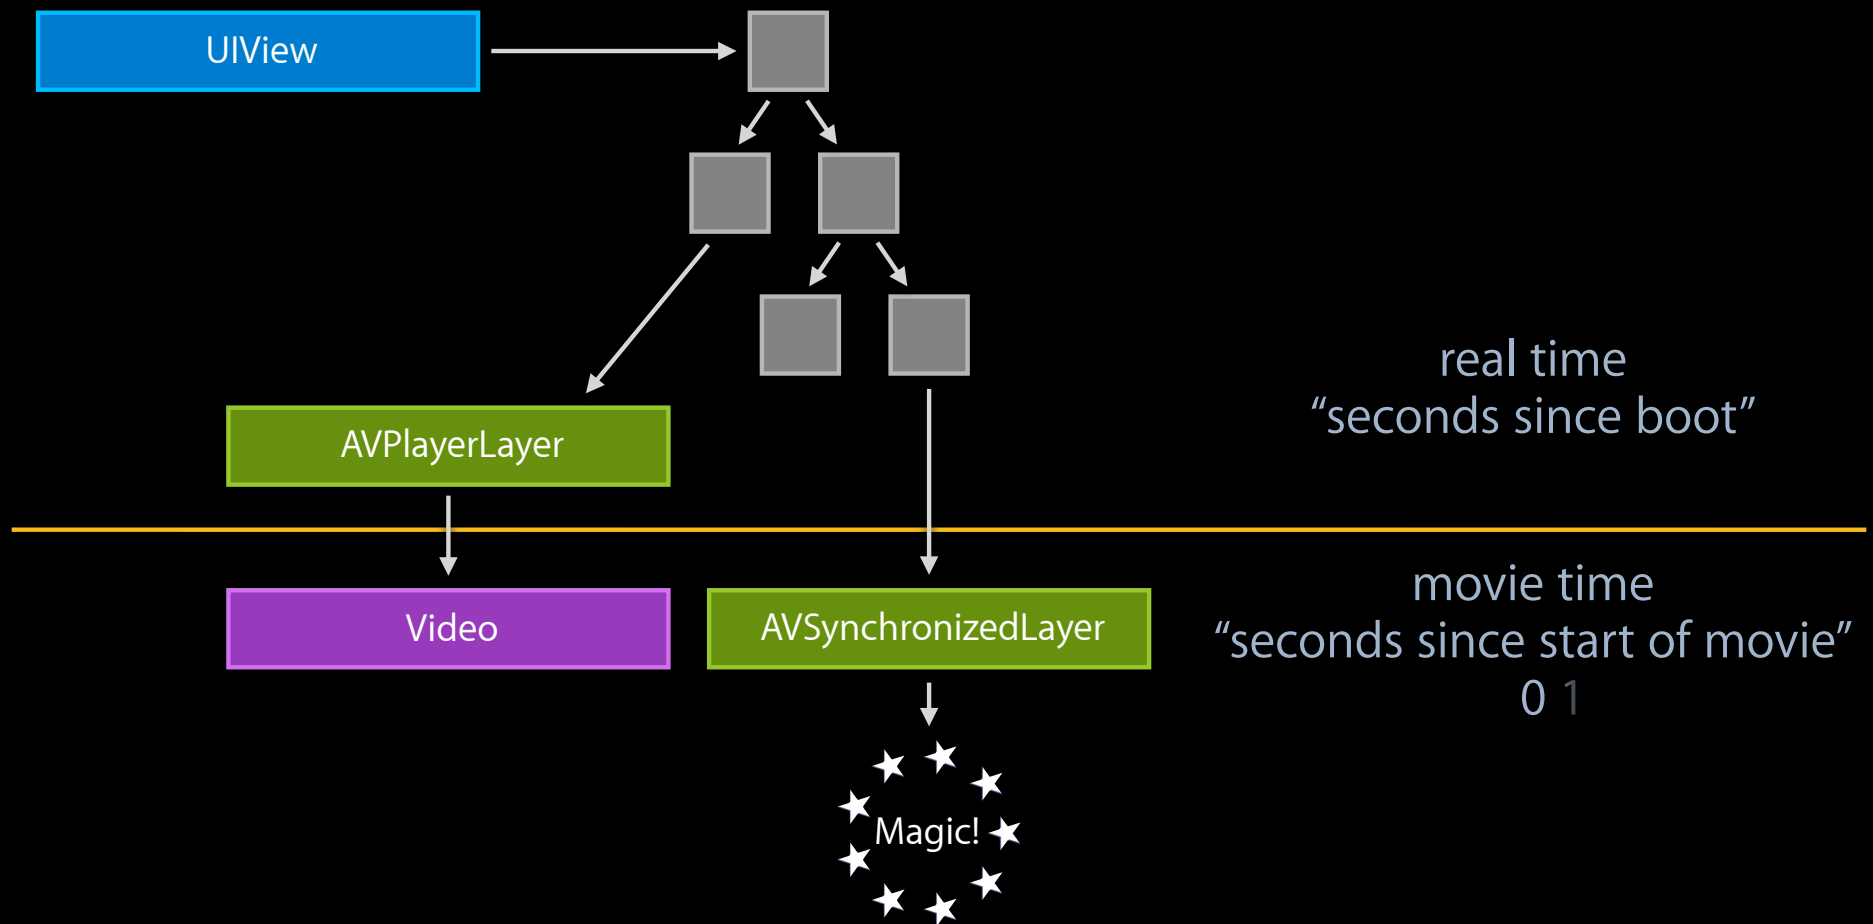 UIView
real time
“seconds since boot”
AVPlayerLayer
movie time
“seconds since start of movie”
0 1
Video
AVSynchronizedLayer
Magic!